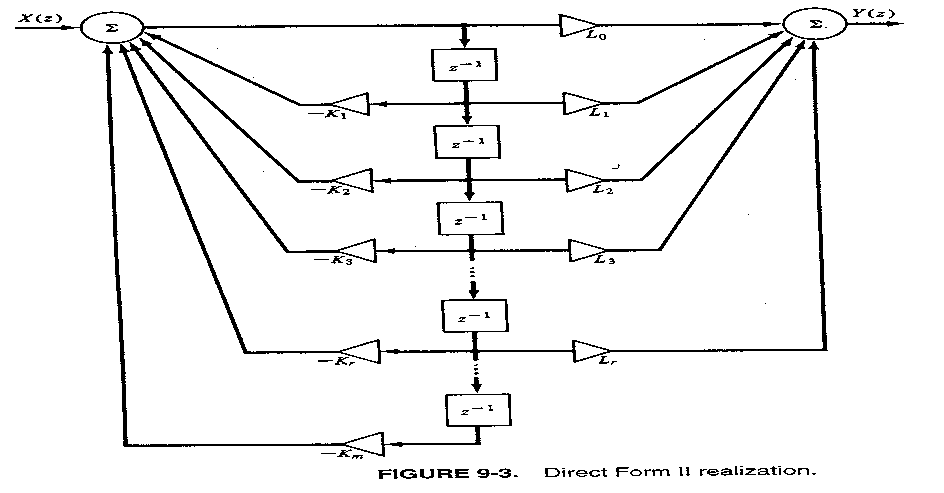 X(z) Σ L₀ Σ Y(z)
z⁻¹
−K₁ L₁
z⁻¹
−K₂ L₂
z⁻¹
−K₃ L₃
z⁻¹
−Kᵣ Lᵣ
z⁻¹
−Kₘ
FIGURE 9-3. Direct Form II realization.